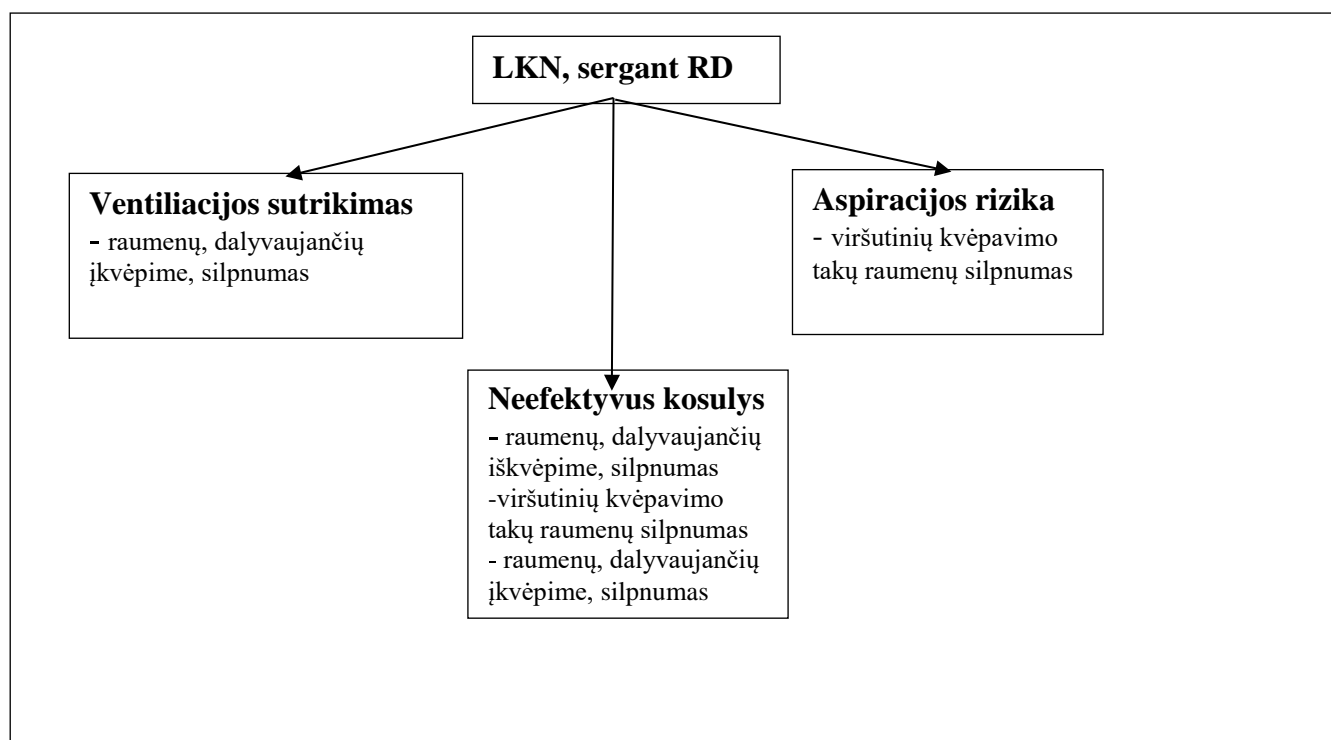 LKN, sergant RD
Ventiliacijos sutrikimas
- raumenų, dalyvaujančių
įkvėpime, silpnumas
Aspiracijos rizika
- viršutinių kvėpavimo
takų raumenų silpnumas
Neefektyvus kosulys
- raumenų, dalyvaujančių
iškvėpime, silpnumas
-viršutinių kvėpavimo
takų raumenų silpnumas
- raumenų, dalyvaujančių
įkvėpime, silpnumas